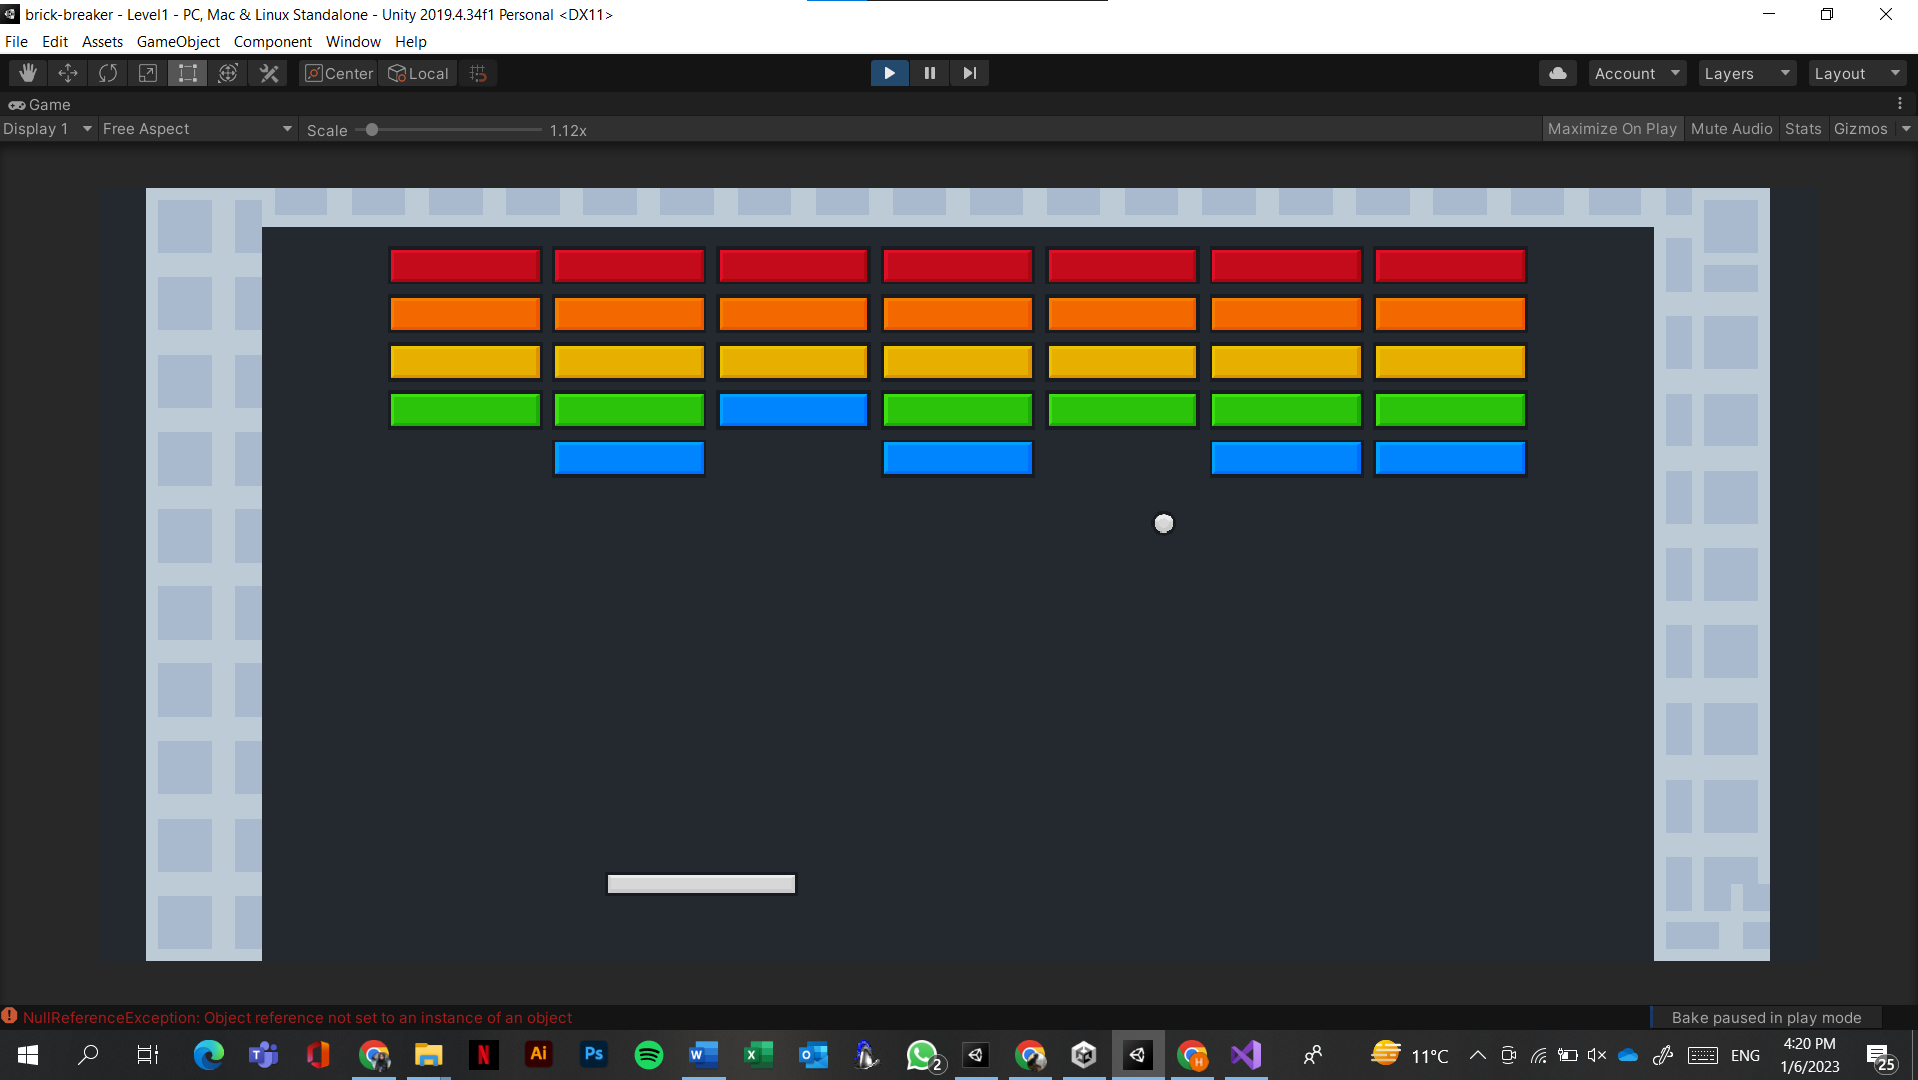 brick-breaker - Level1 - PC, Mac & Linux Standalone - Unity 2019.4.34f1 Personal <DX11>
File Edit Assets GameObject Component Window Help
Center Local Account Layers Layout
Game
Display 1 Free Aspect Scale 1.12x Maximize On Play Mute Audio Stats Gizmos
NullReferenceException: Object reference not set to an instance of an object
Bake paused in play mode
N Ai Ps W X O 2 H 11°C ENG
4:20 PM
1/6/2023
25